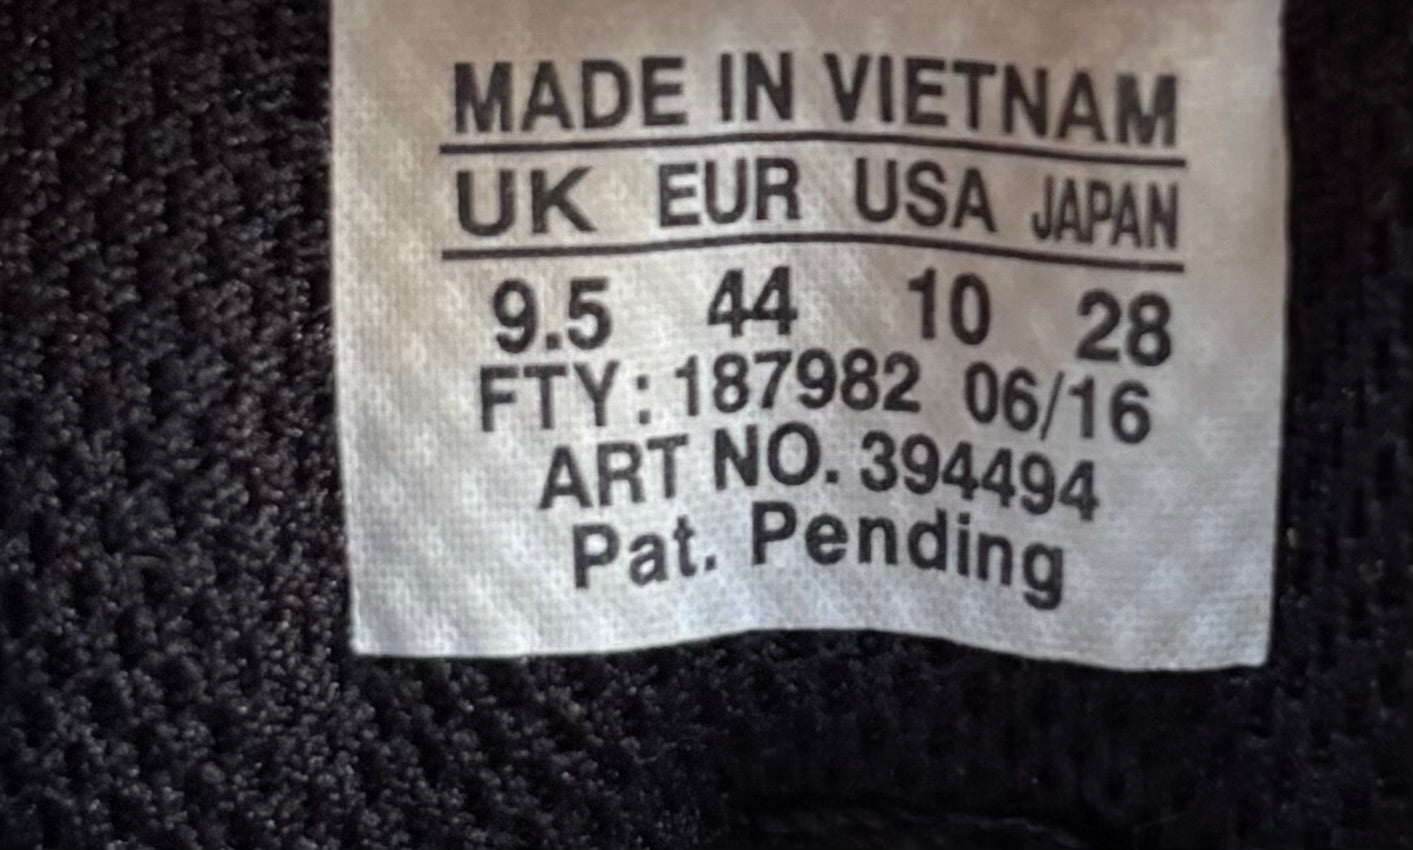 MADE IN VIETNAM
UK EUR USA JAPAN
9.5 44 10 28
FTY: 187982 06/16
ART NO. 394494
Pat. Pending